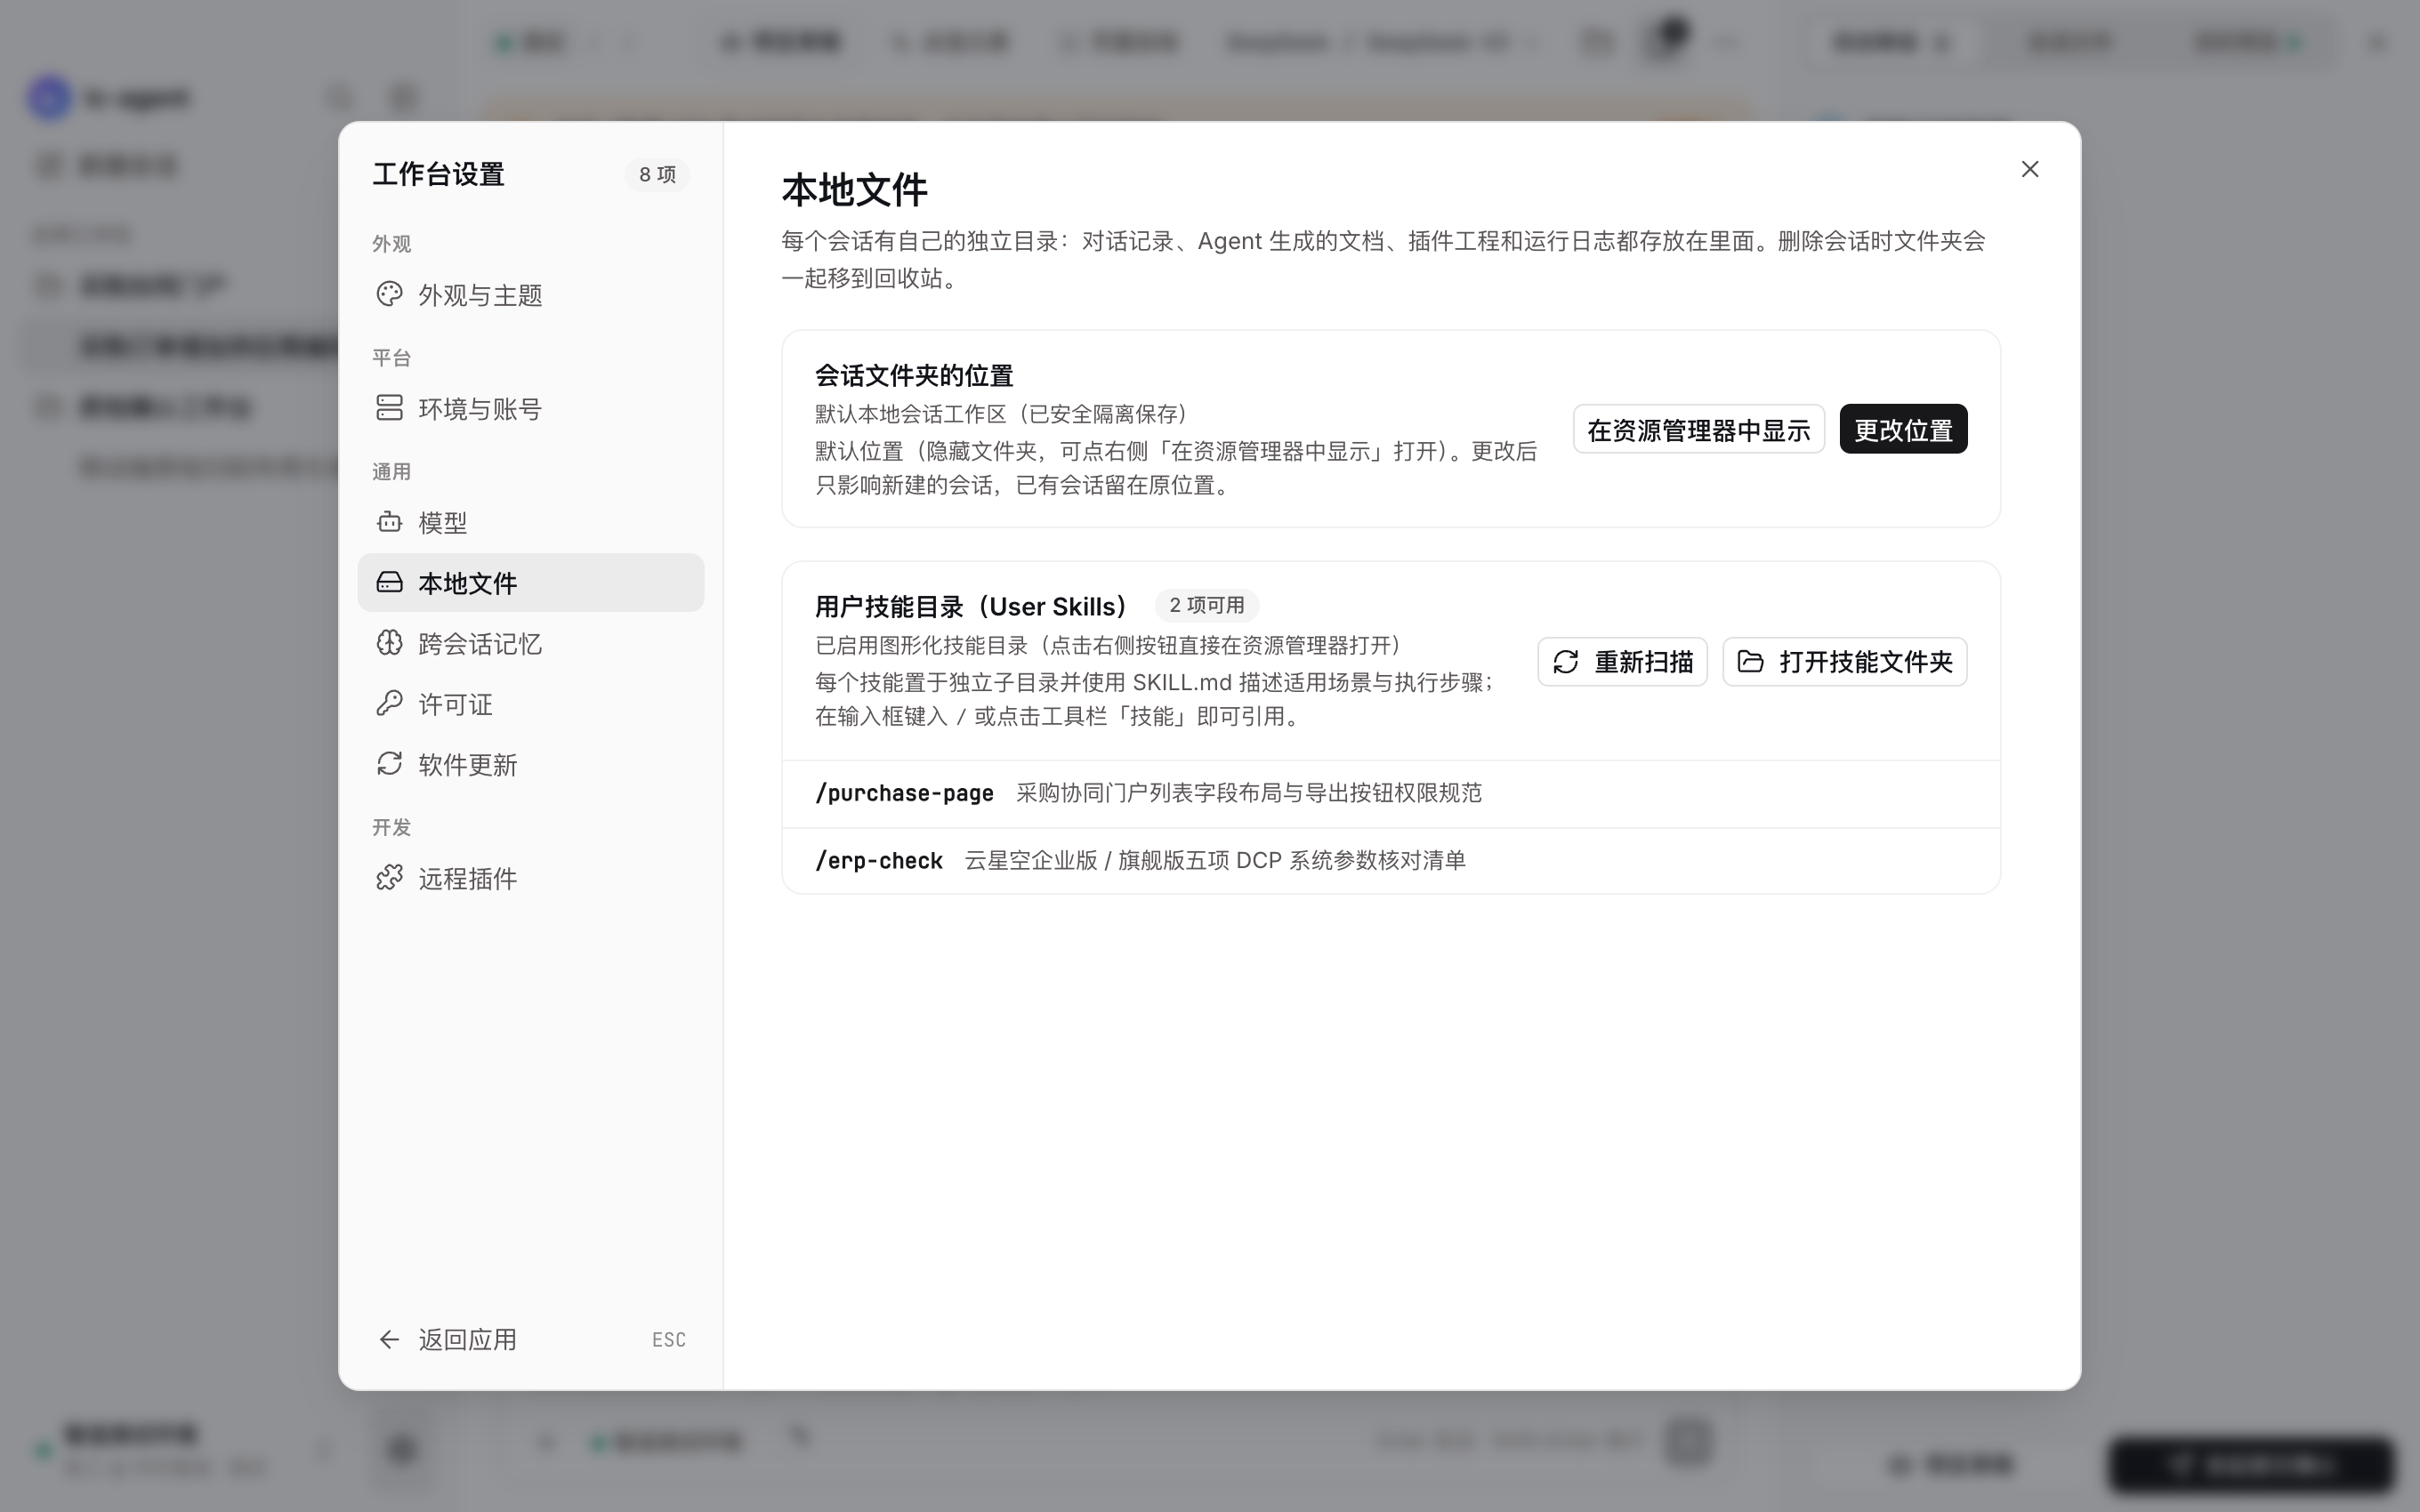 工作台设置
8 项
外观
外观与主题
平台
环境与账号
通用
模型
本地文件
跨会话记忆
许可证
软件更新
开发
远程插件
返回应用
ESC
本地文件
每个会话有自己的独立目录：对话记录、Agent 生成的文档、插件工程和运行日志都存放在里面。删除会话时文件夹会
一起移到回收站。
会话文件夹的位置
默认本地会话工作区（已安全隔离保存）
默认位置（隐藏文件夹，可点右侧「在资源管理器中显示」打开）。更改后
只影响新建的会话，已有会话留在原位置。
在资源管理器中显示
更改位置
用户技能目录（User Skills）
2 项可用
已启用图形化技能目录（点击右侧按钮直接在资源管理器打开）
每个技能置于独立子目录并使用 SKILL.md 描述适用场景与执行步骤；
在输入框键入 / 或点击工具栏「技能」即可引用。
重新扫描
打开技能文件夹
/purchase-page 采购协同门户列表字段布局与导出按钮权限规范
/erp-check 云星空企业版 / 旗舰版五项 DCP 系统参数核对清单